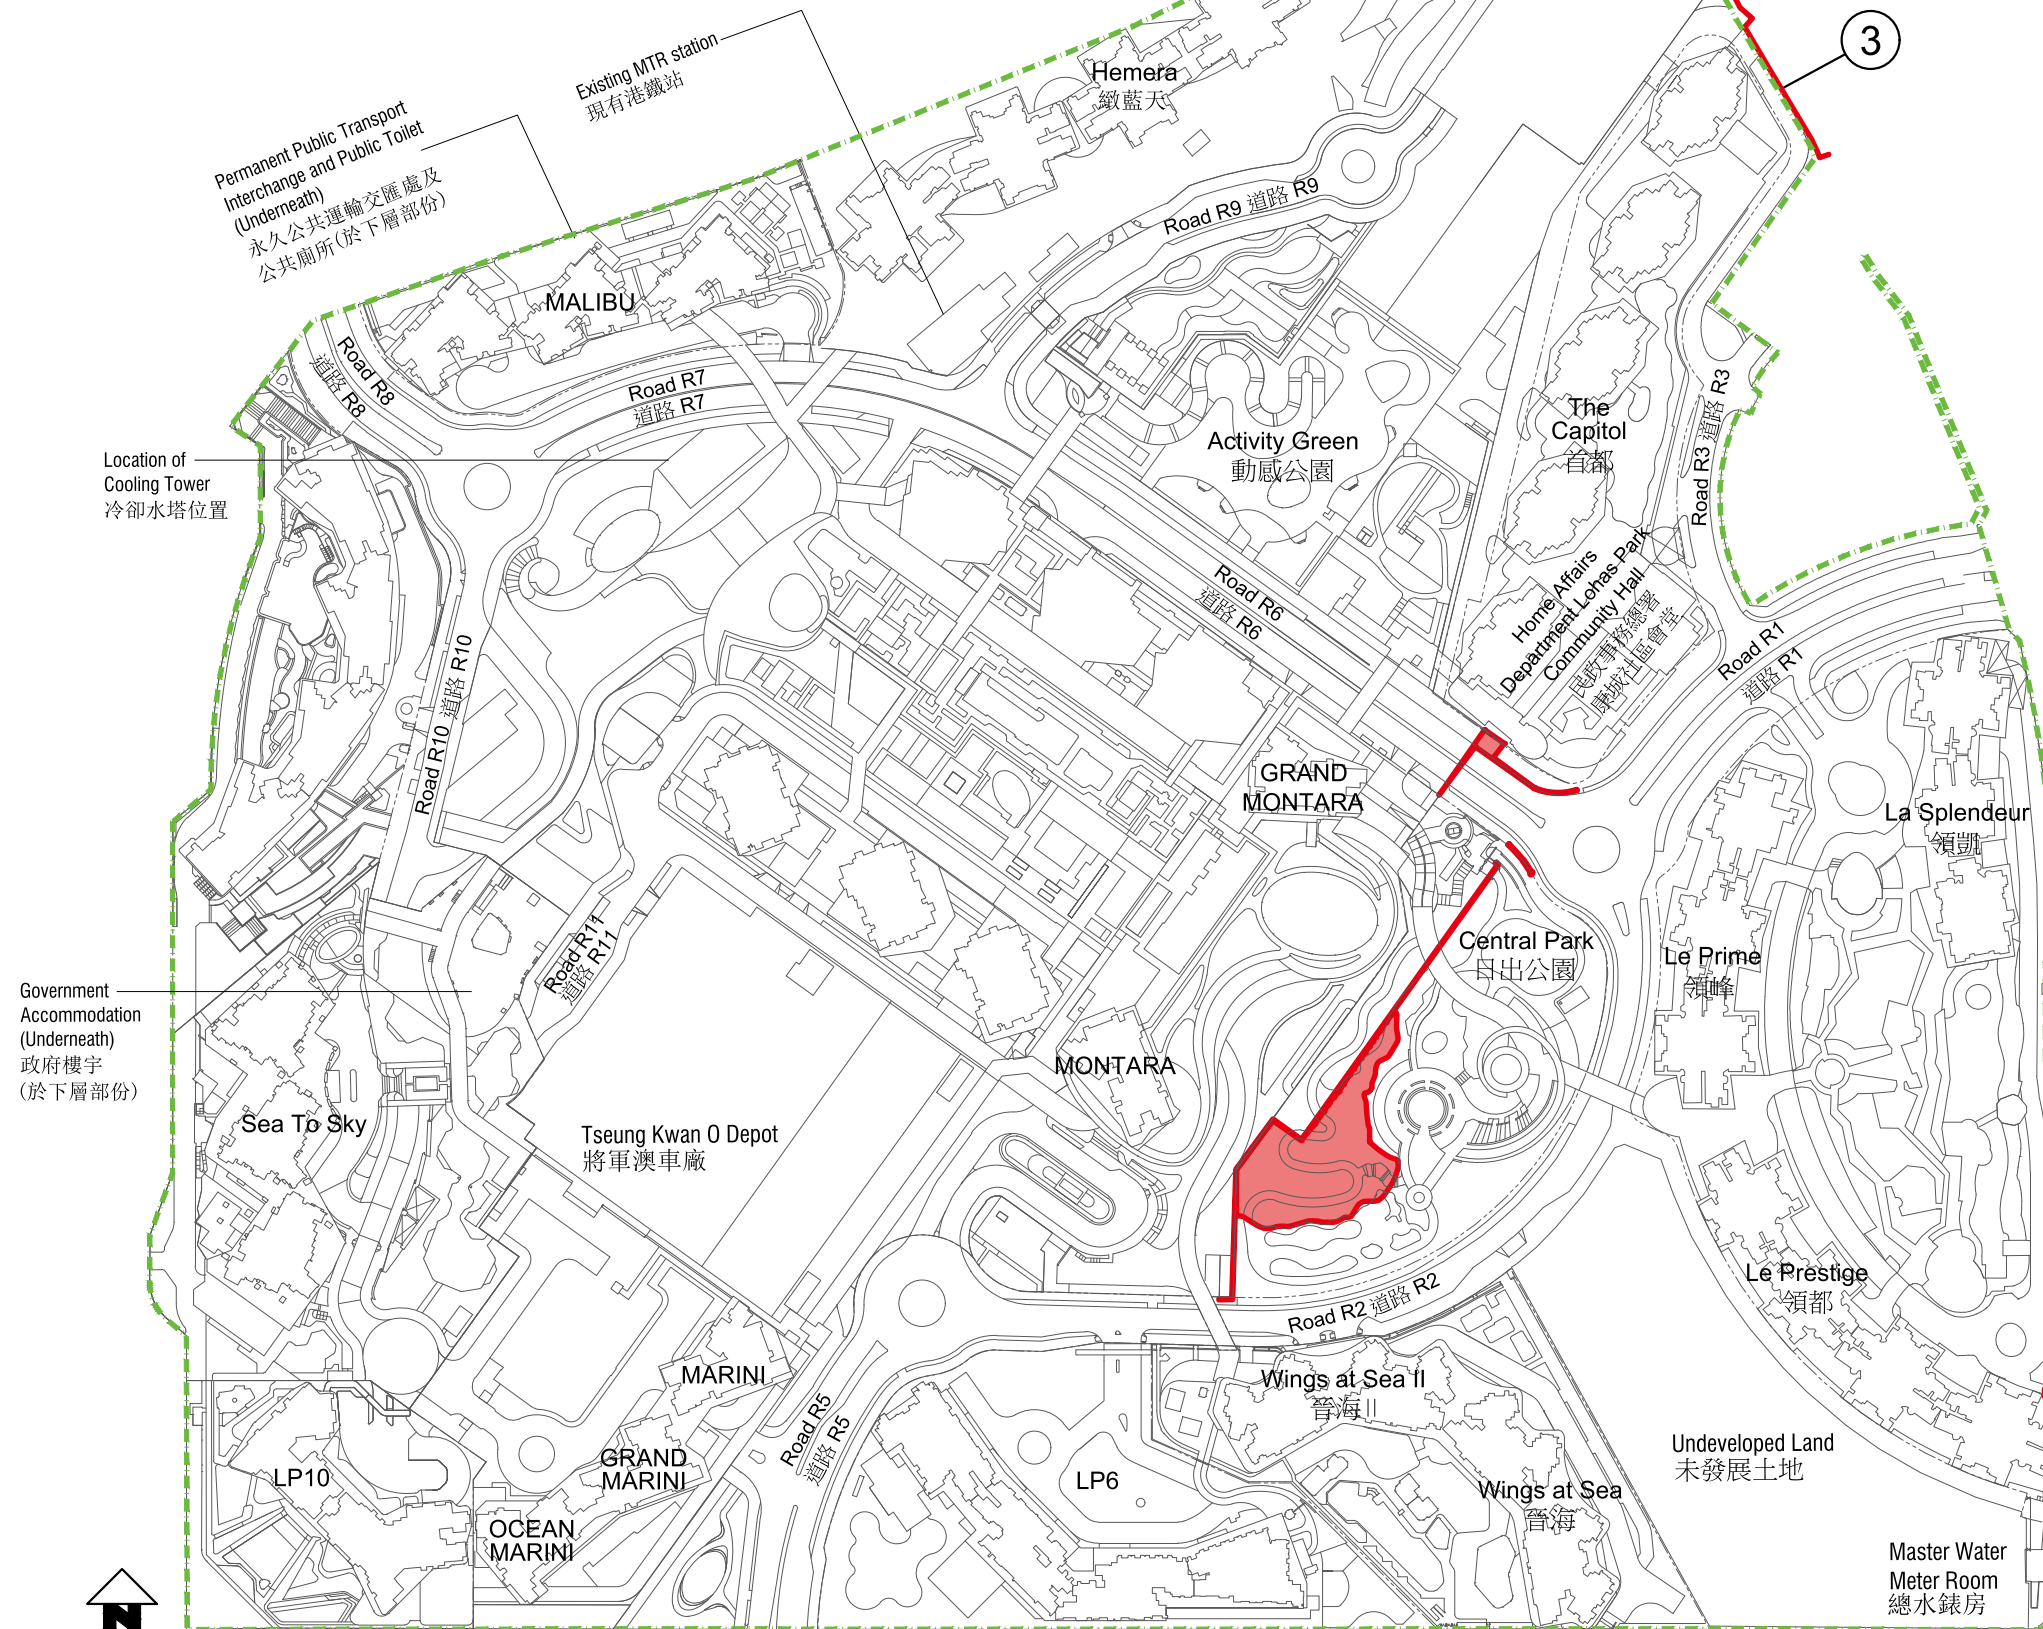 Existing MTR station
現有港鐵站
Permanent Public Transport
Interchange and Public Toilet
(Underneath)
永久公共運輸交匯處及
公共廁所(於下層部份)
Hemera
緻藍天
3
MALIBU
Road R9 道路 R9
Road R8
道路 R8
Road R7
道路 R7
The
Capitol
首都
Road R3 道路 R3
Activity Green
動感公園
Location of
Cooling Tower
冷卻水塔位置
Road R6
道路 R6
Home Affairs
Department Lohas Park
Community Hall
民政事務總署
康城社區會堂
Road R1
道路 R1
Road R10 道路 R10
GRAND
MONTARA
La Splendeur
領凱
Central Park
日出公園
Le Prime
領峰
Road R11
道路 R11
Government
Accommodation
(Underneath)
政府樓宇
(於下層部份)
MONTARA
Sea To Sky
Tseung Kwan O Depot
將軍澳車廠
Le Prestige
領都
Road R2 道路 R2
MARINI
Wings at Sea II
晉海II
Road R5
道路 R5
GRAND
MARINI
LP10
LP6
Undeveloped Land
未發展土地
Wings at Sea
晉海
OCEAN
MARINI
Master Water
Meter Room
總水錶房
N